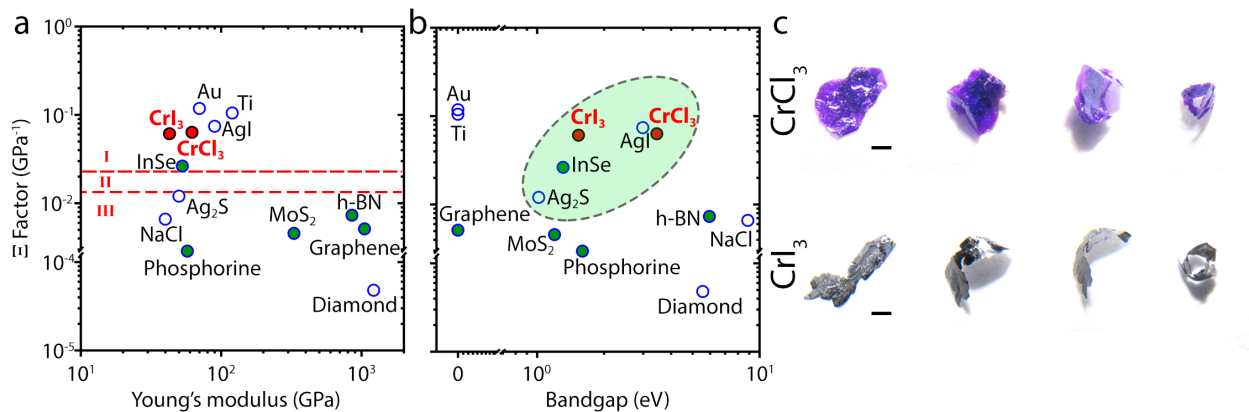 a
10⁰
10⁻¹
10⁻²
10⁻⁴
10⁻⁵
Ξ Factor (GPa⁻¹)
Au
Ti
CrI₃
AgI
CrCl₃
I
InSe
II
III
Ag₂S
NaCl
MoS₂
h-BN
Graphene
Phosphorine
Diamond
10¹
10²
10³
Young's modulus (GPa)
b
Au
Ti
CrI₃
CrCl₃
AgI
InSe
Ag₂S
Graphene
h-BN
NaCl
MoS₂
Phosphorine
Diamond
0
10⁰
10¹
Bandgap (eV)
c
CrCl₃
CrI₃